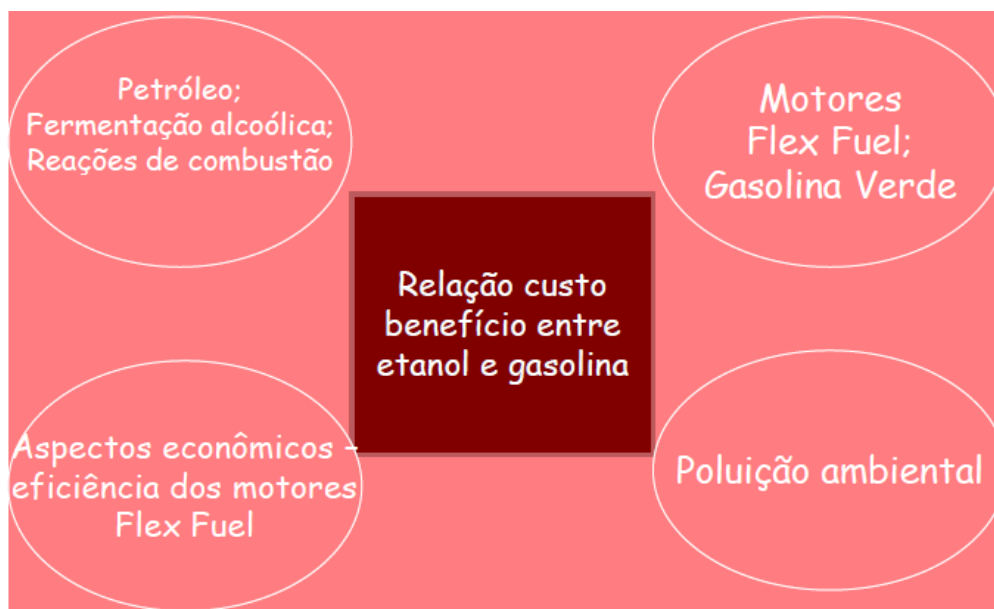 Petróleo;
Fermentação alcoólica;
Reações de combustão
Motores
Flex Fuel;
Gasolina Verde
Relação custo
benefício entre
etanol e gasolina
Aspectos econômicos -
eficiência dos motores
Flex Fuel
Poluição ambiental